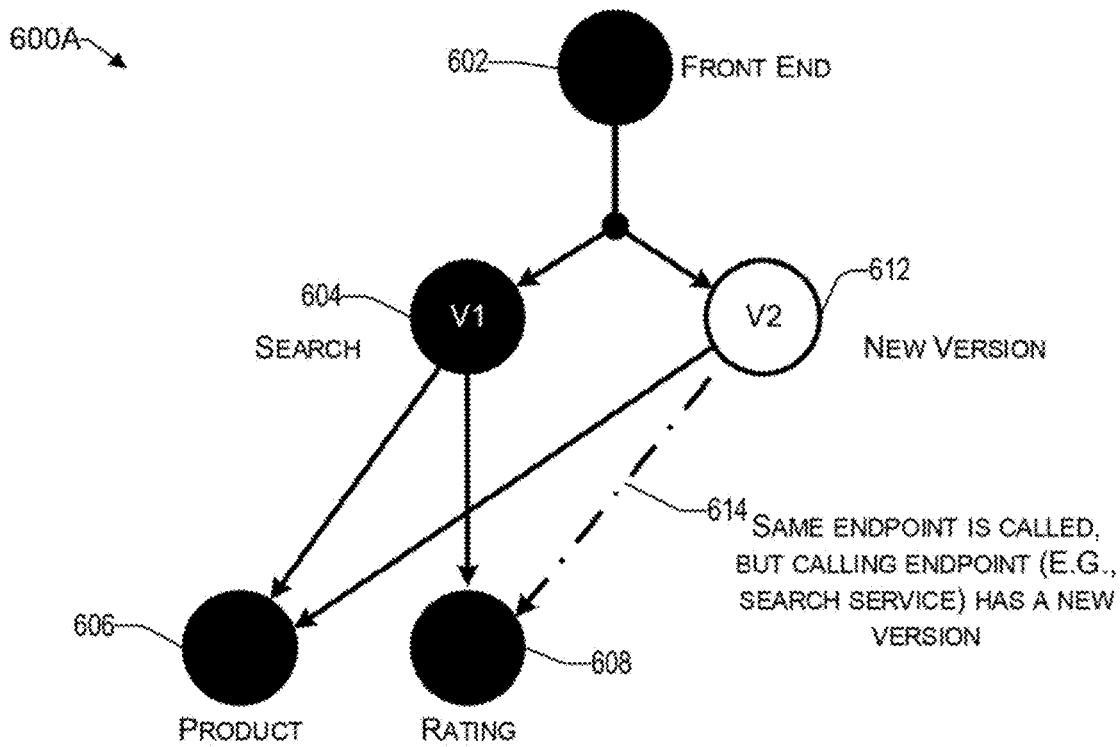 600A
602
FRONT END
604
V1
V2
612
SEARCH
NEW VERSION
614
SAME ENDPOINT IS CALLED,
BUT CALLING ENDPOINT (E.G.,
SEARCH SERVICE) HAS A NEW
VERSION
606
608
PRODUCT
RATING